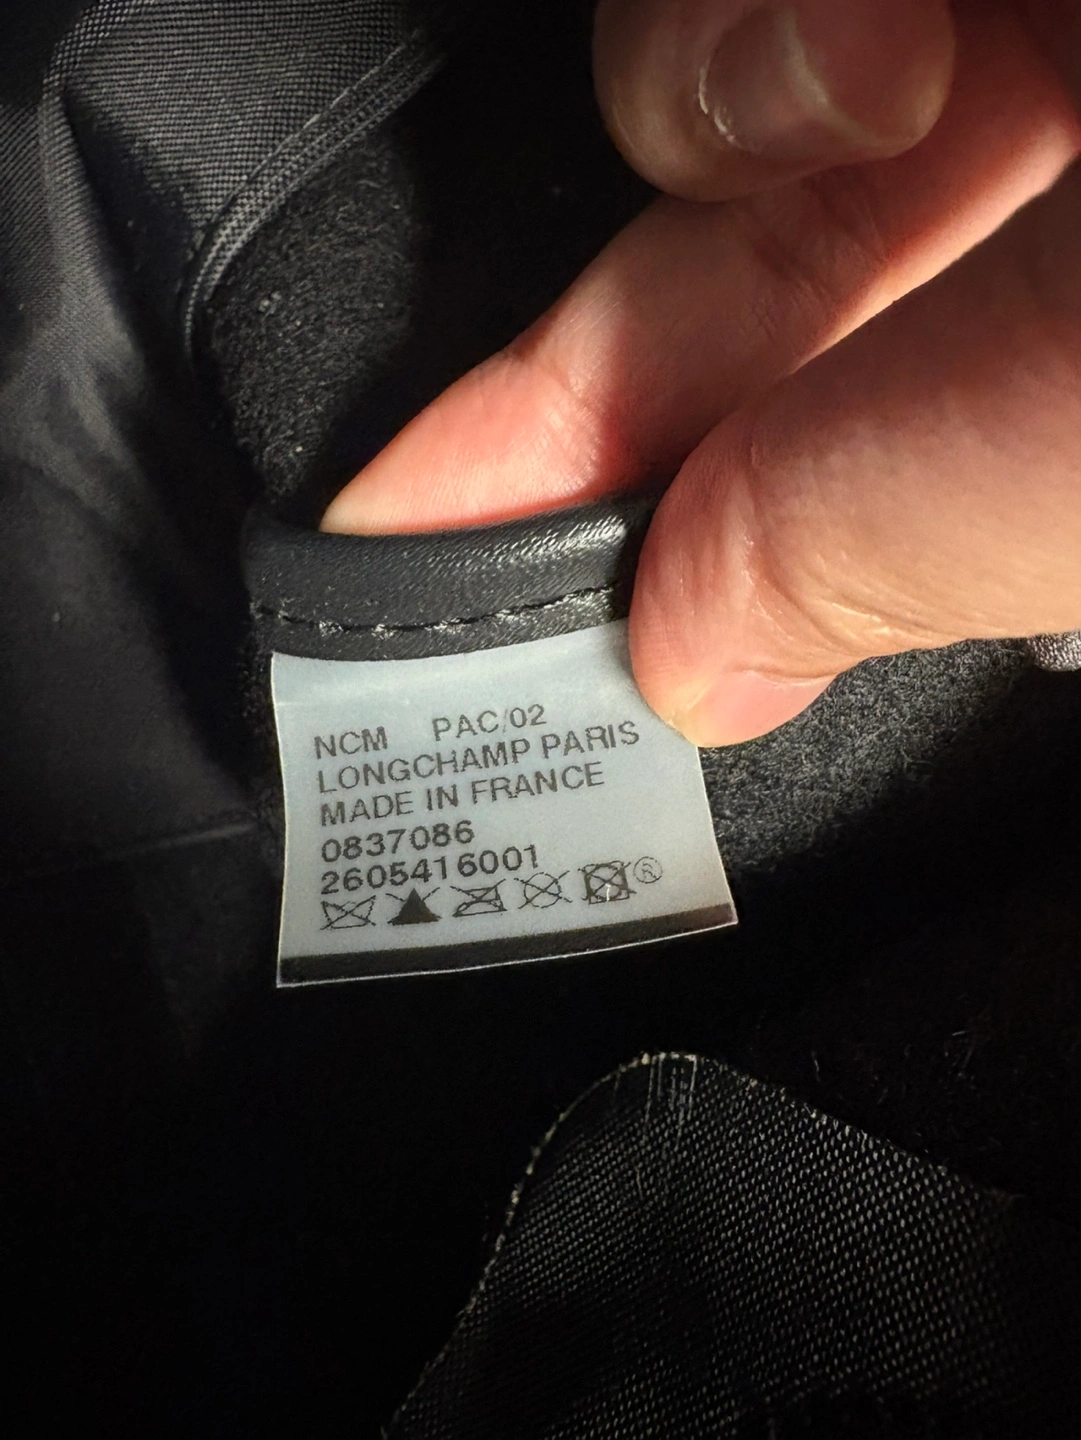 NCM PAC/02
LONGCHAMP PARIS
MADE IN FRANCE
0837086
2605416001